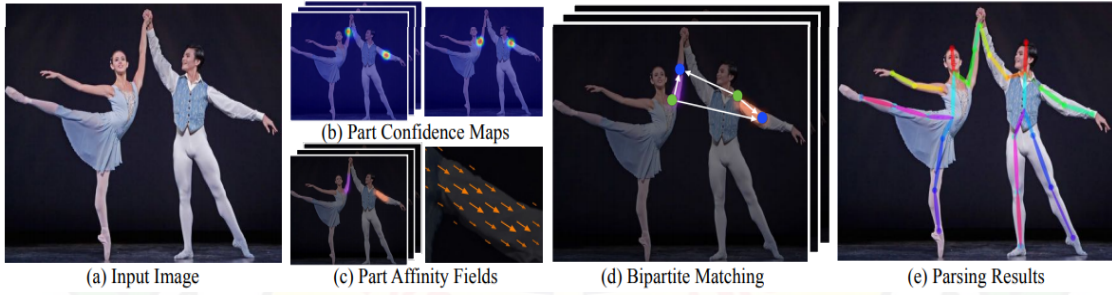 (b) Part Confidence Maps
(a) Input Image
(c) Part Affinity Fields
(d) Bipartite Matching
(e) Parsing Results